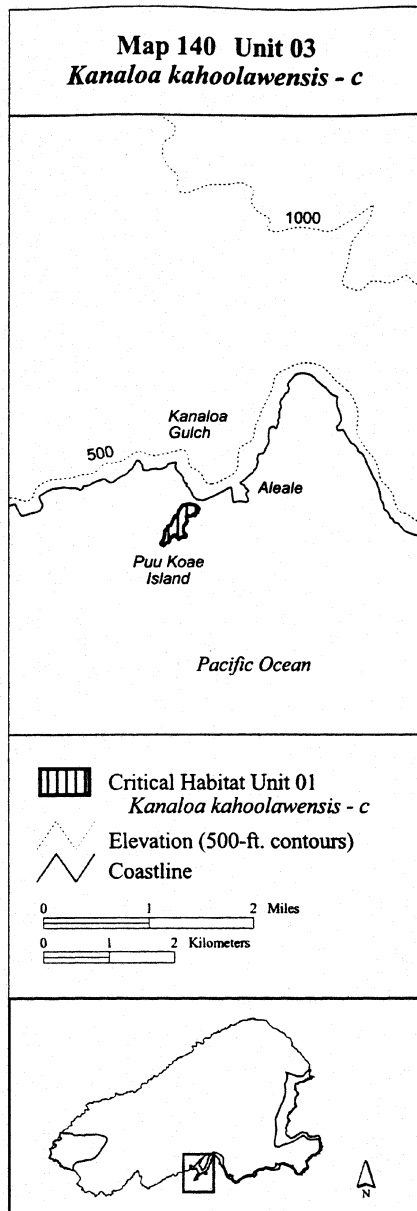 Map 140 Unit 03
Kanaloa kahoolawensis - c
1000
Kanaloa
Gulch
500
Aleale
Puu Koae
Island
Pacific Ocean
Critical Habitat Unit 01
Kanaloa kahoolawensis - c
Elevation (500-ft. contours)
Coastline
0 1 2 Miles
0 1 2 Kilometers
N